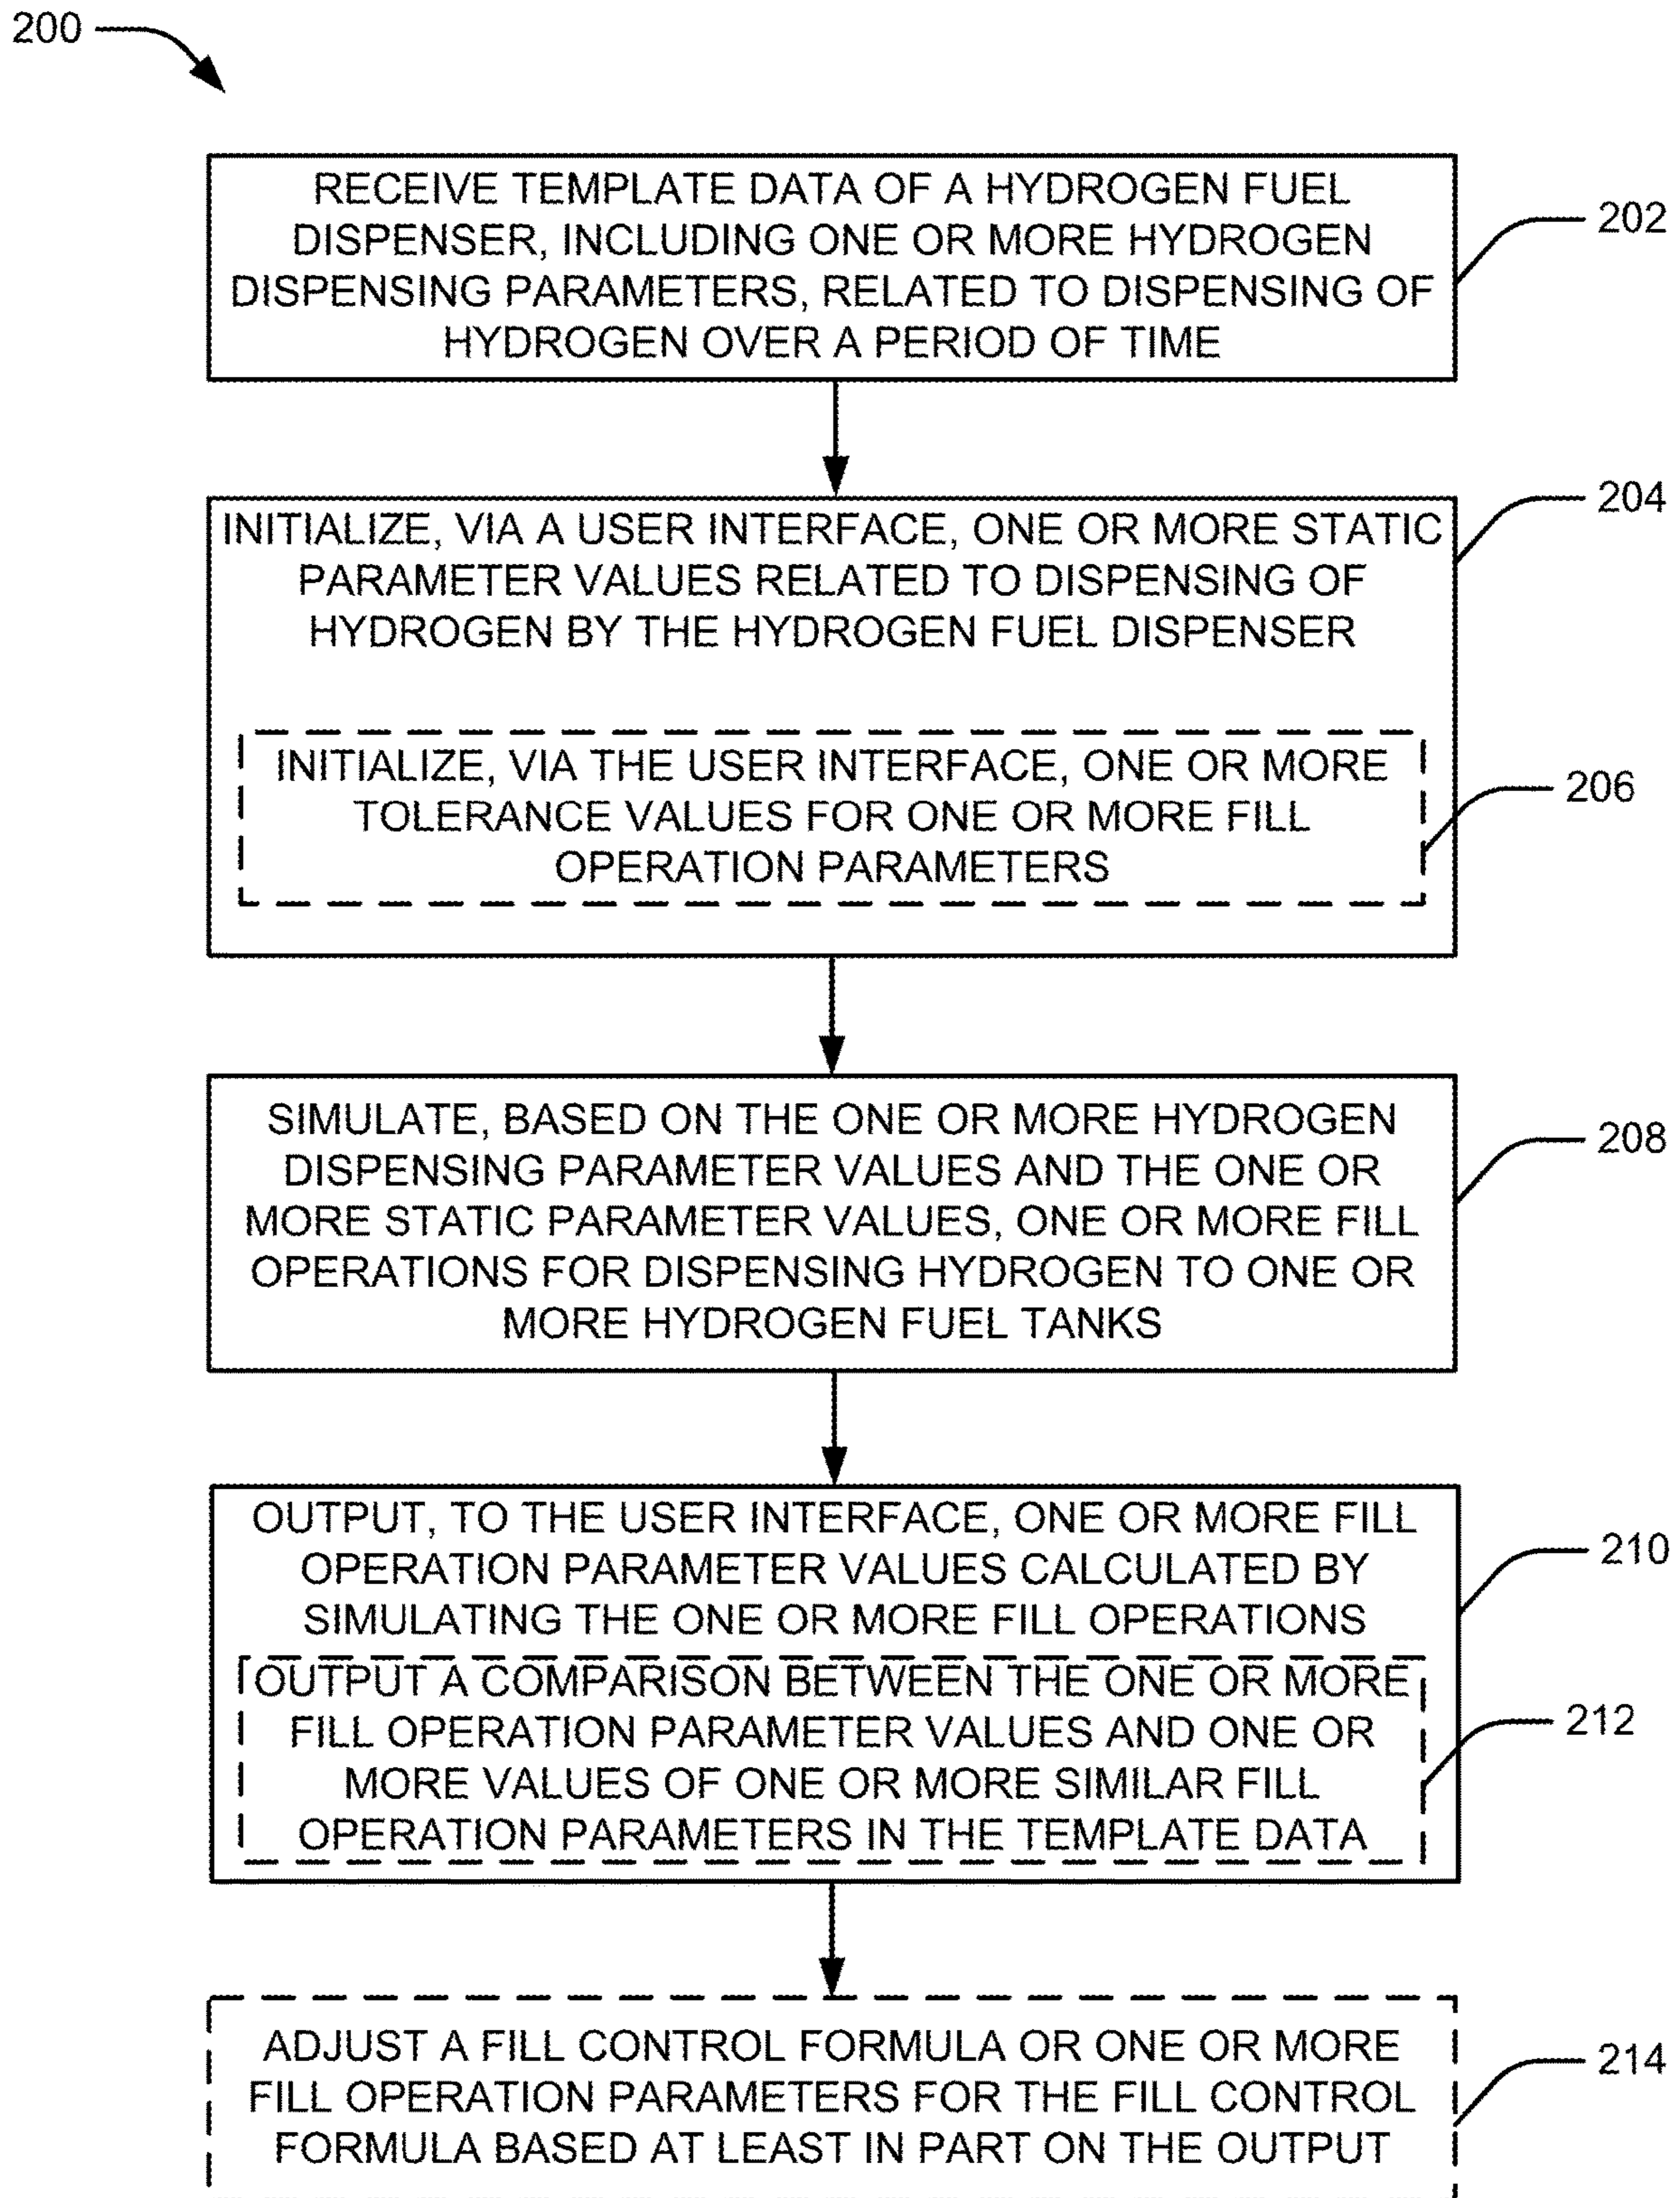 200
RECEIVE TEMPLATE DATA OF A HYDROGEN FUEL
DISPENSER, INCLUDING ONE OR MORE HYDROGEN
DISPENSING PARAMETERS, RELATED TO DISPENSING OF
HYDROGEN OVER A PERIOD OF TIME
202
INITIALIZE, VIA A USER INTERFACE, ONE OR MORE STATIC
PARAMETER VALUES RELATED TO DISPENSING OF
HYDROGEN BY THE HYDROGEN FUEL DISPENSER
204
INITIALIZE, VIA THE USER INTERFACE, ONE OR MORE
TOLERANCE VALUES FOR ONE OR MORE FILL
OPERATION PARAMETERS
206
SIMULATE, BASED ON THE ONE OR MORE HYDROGEN
DISPENSING PARAMETER VALUES AND THE ONE OR
MORE STATIC PARAMETER VALUES, ONE OR MORE FILL
OPERATIONS FOR DISPENSING HYDROGEN TO ONE OR
MORE HYDROGEN FUEL TANKS
208
OUTPUT, TO THE USER INTERFACE, ONE OR MORE FILL
OPERATION PARAMETER VALUES CALCULATED BY
SIMULATING THE ONE OR MORE FILL OPERATIONS
210
OUTPUT A COMPARISON BETWEEN THE ONE OR MORE
FILL OPERATION PARAMETER VALUES AND ONE OR
MORE VALUES OF ONE OR MORE SIMILAR FILL
OPERATION PARAMETERS IN THE TEMPLATE DATA
212
ADJUST A FILL CONTROL FORMULA OR ONE OR MORE
FILL OPERATION PARAMETERS FOR THE FILL CONTROL
FORMULA BASED AT LEAST IN PART ON THE OUTPUT
214